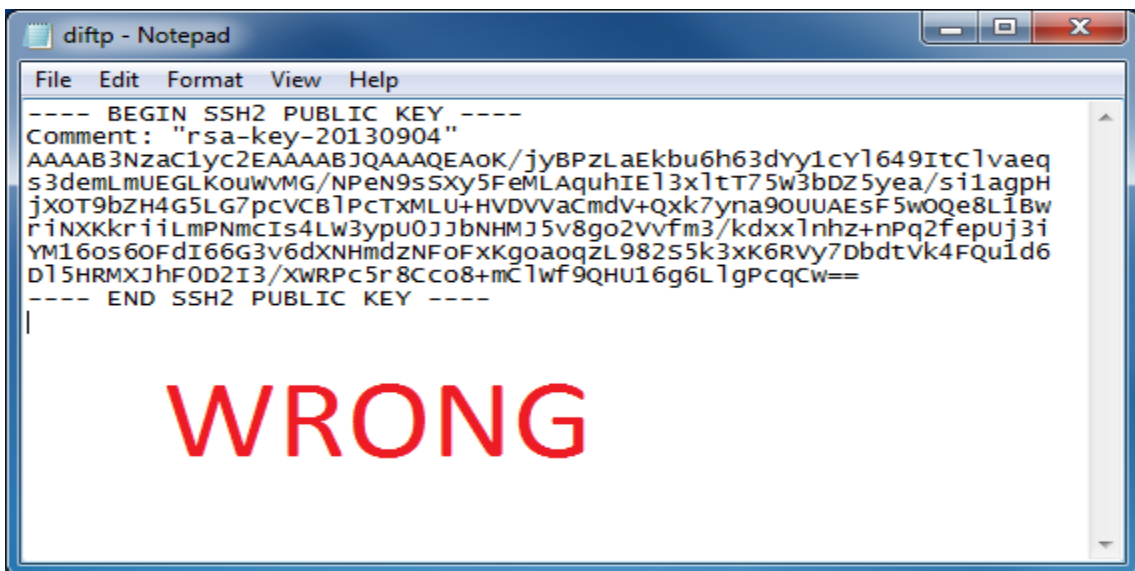 diftp - Notepad
File Edit Format View Help
---- BEGIN SSH2 PUBLIC KEY ----
Comment: "rsa-key-20130904"
AAAAB3NzaC1yc2EAAAABJQAAAQEAoK/jyBPzLaEkbu6h63dYy1cYl649ItClvaeq
s3demLmUEGLKouWvMG/NPeN9sSXy5FeMLAquhIEl3xltT75W3bDZ5yea/si1agpH
jXOT9bZH4G5LG7pcVCBlPcTxMLU+HVDVVaCmdV+Qxk7yna9OUUAEsF5wOQe8L1Bw
riNXKkriiLmPNmcIs4LW3ypU0JJbNHMJ5v8go2Vvfm3/kdxxlnhz+nPq2fepUj3i
YM16os6OFdI66G3v6dXNHmdzNFoFxKgoaoqzL982S5k3xK6RVy7DbdtVk4FQu1d6
Dl5HRMXJhF0D2I3/XWRPc5r8Cco8+mClWf9QHU16g6LlgPcqCw==
---- END SSH2 PUBLIC KEY ----
WRONG